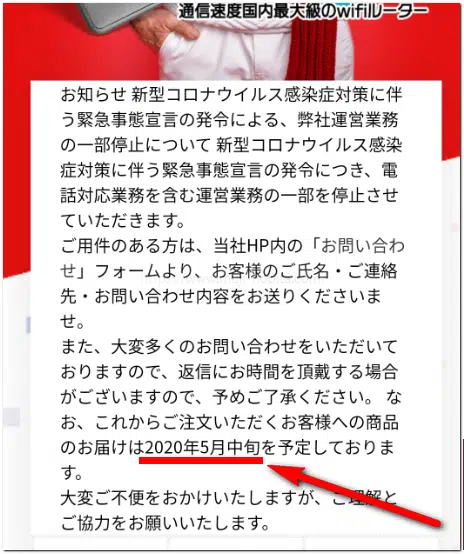 通信速度国内最大級のwifiルーター
お知らせ 新型コロナウイルス感染症対策に伴
う緊急事態宣言の発令による、弊社運営業務
の一部停止について 新型コロナウイルス感染
症対策に伴う緊急事態宣言の発令につき、電
話対応業務を含む運営業務の一部を停止させ
ていただきます。
ご用件のある方は、当社HP内の「お問い合わ
せ」フォームより、お客様のご氏名・ご連絡
先・お問い合わせ内容をお送りくださいま
せ。
また、大変多くのお問い合わせをいただいて
おりますので、返信にお時間を頂戴する場合
がございますので、予めご了承ください。 な
お、これからご注文いただくお客様への商品
のお届けは2020年5月中旬を予定しておりま
す。
大変ご不便をおかけいたしますが、ご理解と
ご協力をお願いいたします。